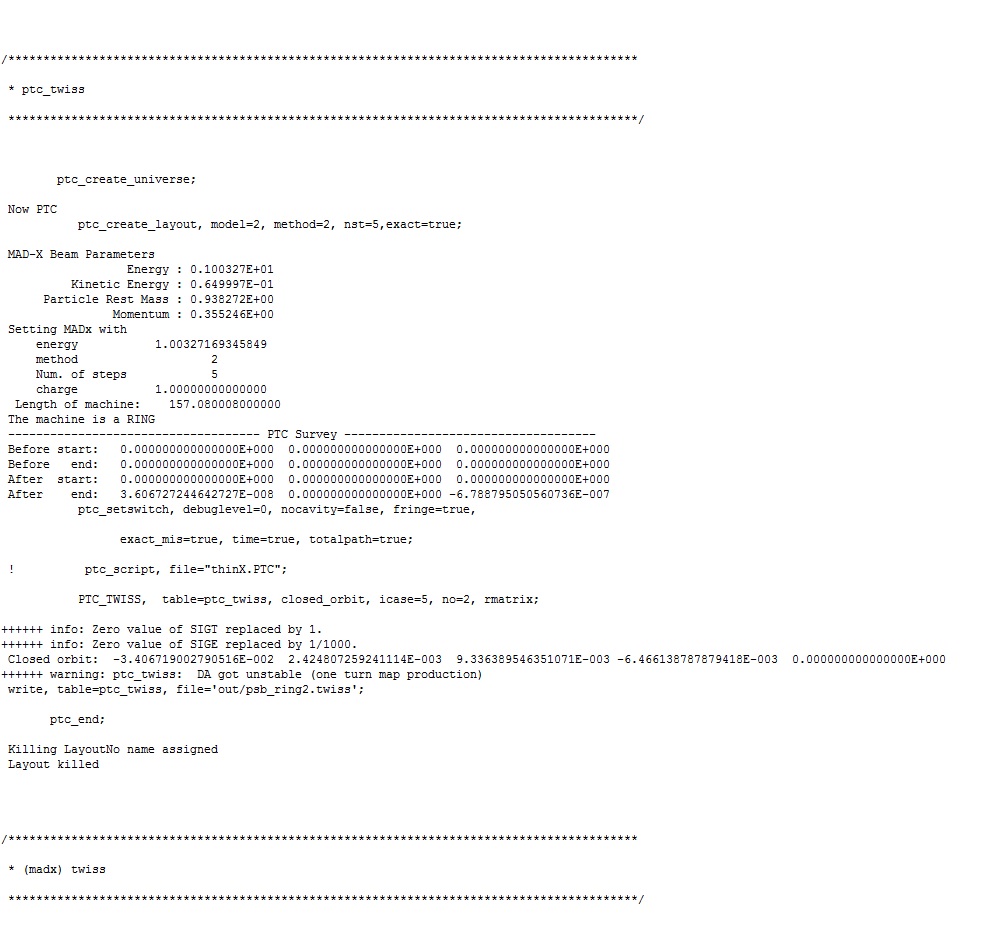 /******************************************************************************************
* ptc_twiss
******************************************************************************************/
ptc_create_universe;
Now PTC
ptc_create_layout, model=2, method=2, nst=5,exact=true;
MAD-X Beam Parameters
Energy : 0.100327E+01
Kinetic Energy : 0.649997E-01
Particle Rest Mass : 0.938272E+00
Momentum : 0.355246E+00
Setting MADx with
energy 1.00327169345849
method 2
Num. of steps 5
charge 1.00000000000000
Length of machine: 157.080008000000
The machine is a RING
------------------------------------ PTC Survey ------------------------------------
Before start: 0.000000000000000E+000 0.000000000000000E+000 0.000000000000000E+000
Before end: 0.000000000000000E+000 0.000000000000000E+000 0.000000000000000E+000
After start: 0.000000000000000E+000 0.000000000000000E+000 0.000000000000000E+000
After end: 3.606727244642727E-008 0.000000000000000E+000 -6.788795050560736E-007
ptc_setswitch, debuglevel=0, nocavity=false, fringe=true,
exact_mis=true, time=true, totalpath=true;
! ptc_script, file="thinX.PTC";
PTC_TWISS, table=ptc_twiss, closed_orbit, icase=5, no=2, rmatrix;
++++++ info: Zero value of SIGT replaced by 1.
++++++ info: Zero value of SIGE replaced by 1/1000.
Closed orbit: -3.406719002790516E-002 2.424807259241114E-003 9.336389546351071E-003 -6.466138787879418E-003 0.000000000000000E+000
++++++ warning: ptc_twiss: DA got unstable (one turn map production)
write, table=ptc_twiss, file='out/psb_ring2.twiss';
ptc_end;
Killing LayoutNo name assigned
Layout killed
/******************************************************************************************
* (madx) twiss
******************************************************************************************/